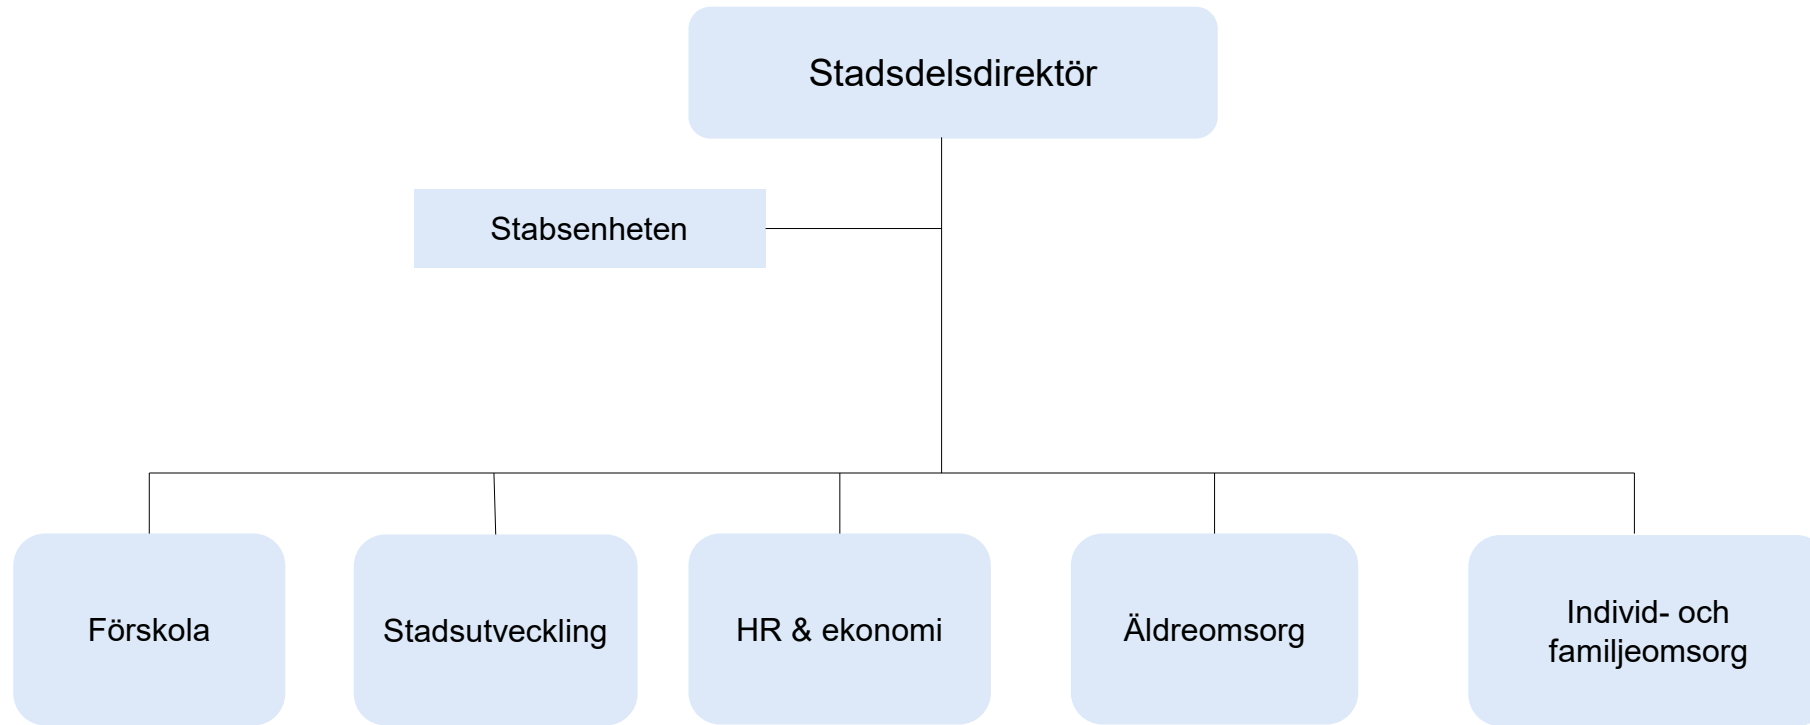 Stadsdelsdirektör
Stabsenheten
Förskola
Stadsutveckling
HR & ekonomi
Äldreomsorg
Individ- och
familjeomsorg